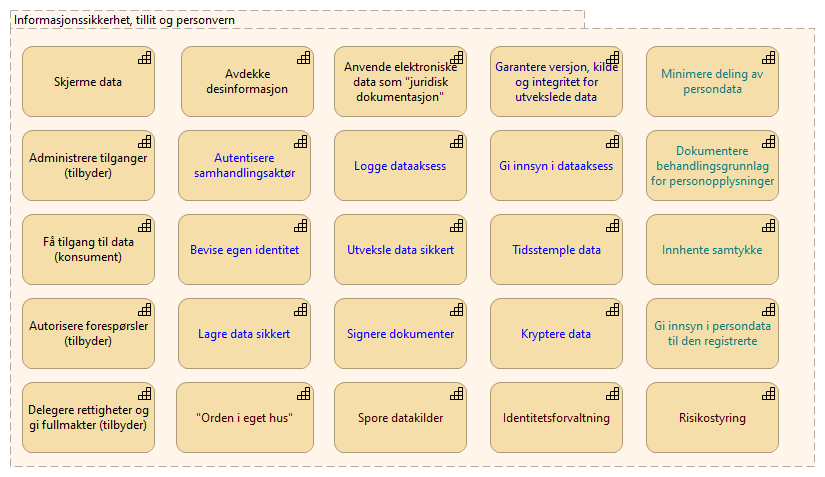 Informasjonssikkerhet, tillit og personvern
Skjerme data
Avdekke
desinformasjon
Anvende elektroniske
data som "juridisk
dokumentasjon"
Garantere versjon, kilde
og integritet for
utvekslede data
Minimere deling av
persondata
Administrere tilganger
(tilbyder)
Autentisere
samhandlingsaktør
Logge dataaksess
Gi innsyn i dataaksess
Dokumentere
behandlingsgrunnlag
for personopplysninger
Få tilgang til data
(konsument)
Bevise egen identitet
Utveksle data sikkert
Tidsstemple data
Innhente samtykke
Autorisere forespørsler
(tilbyder)
Lagre data sikkert
Signere dokumenter
Kryptere data
Gi innsyn i persondata
til den registrerte
Delegere rettigheter og
gi fullmakter (tilbyder)
"Orden i eget hus"
Spore datakilder
Identitetsforvaltning
Risikostyring